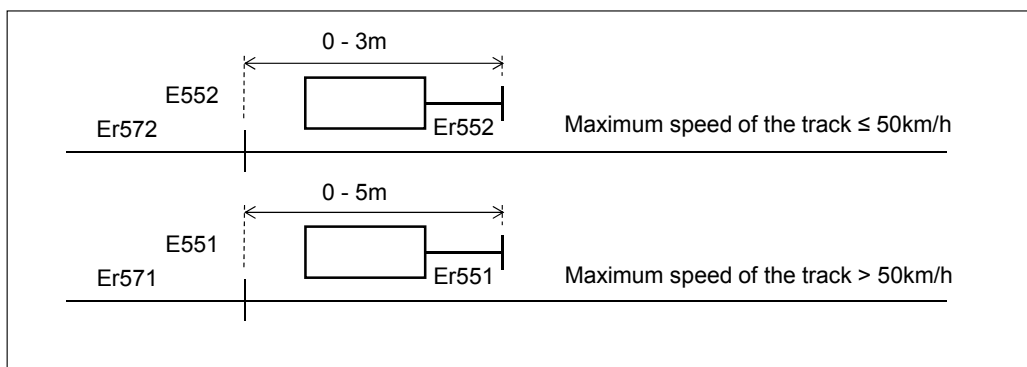 0 - 3m
E552
Er572
Er552
Maximum speed of the track ≤ 50km/h
0 - 5m
E551
Er571
Er551
Maximum speed of the track > 50km/h